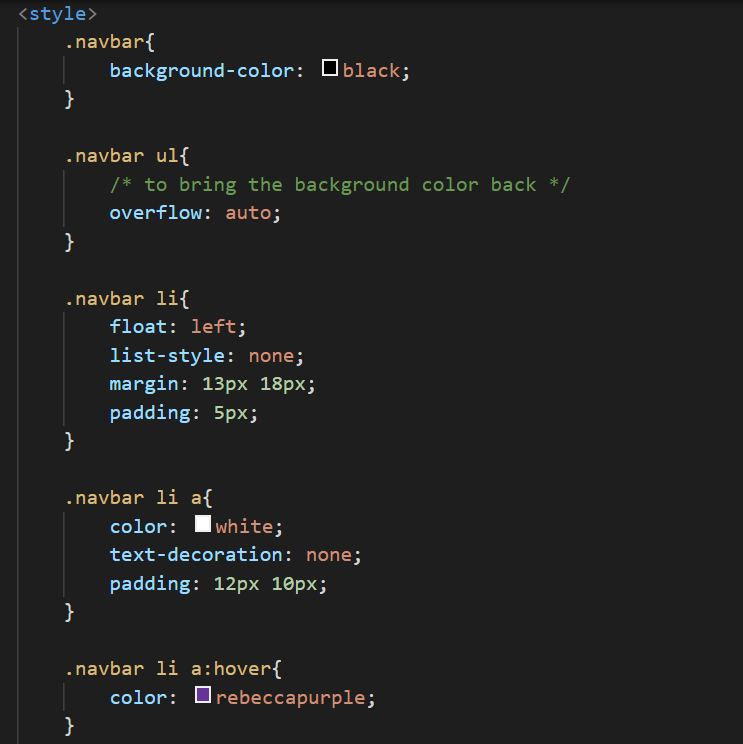 <style>
.navbar{
background-color: black;
}
.navbar ul{
/* to bring the background color back */
overflow: auto;
}
.navbar li{
float: left;
list-style: none;
margin: 13px 18px;
padding: 5px;
}
.navbar li a{
color: white;
text-decoration: none;
padding: 12px 10px;
}
.navbar li a:hover{
color: rebeccapurple;
}